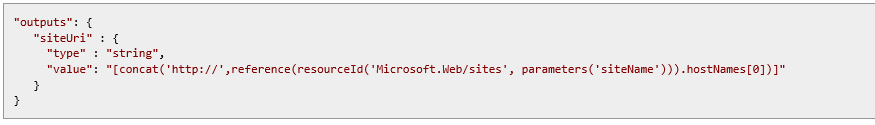 "outputs": {
   "siteUri" : {
     "type" : "string",
     "value": "[concat('http://',reference(resourceId('Microsoft.Web/sites', parameters('siteName'))).hostNames[0])]"
   }
}